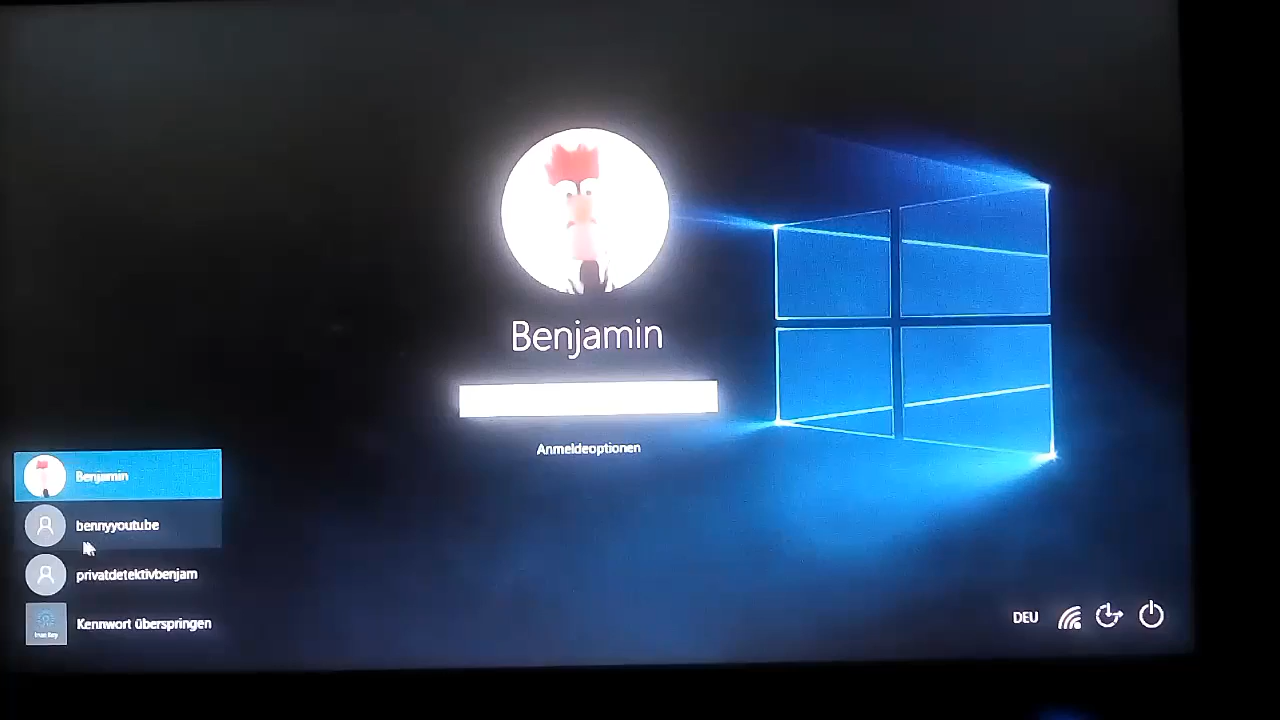 Benjamin
Anmeldeoptionen
Benjamin
bennyyoutube
privatdetektivbenjam
Kennwort überspringen
DEU